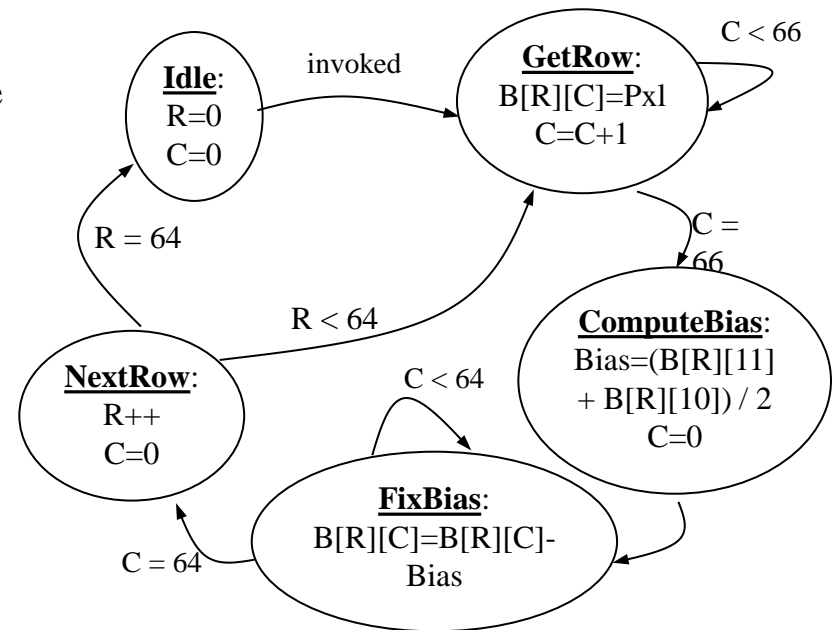 e
Idle:
R=0
C=0
invoked
GetRow:
B[R][C]=Pxl
C=C+1
C < 66
C =
66
R = 64
R < 64
NextRow:
R++
C=0
C < 64
ComputeBias:
Bias=(B[R][11]
+ B[R][10]) / 2
C=0
FixBias:
B[R][C]=B[R][C]-
Bias
C = 64